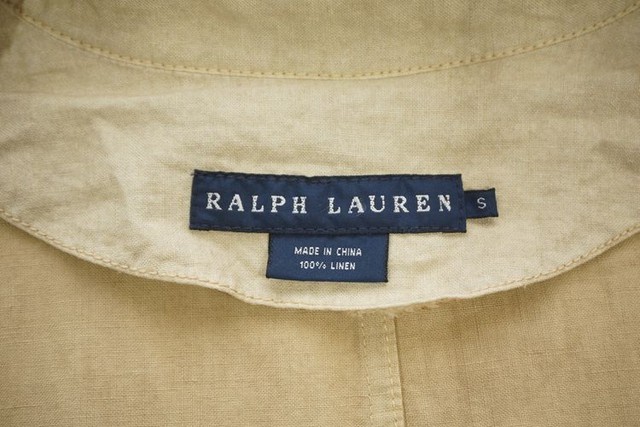 RALPH LAUREN
S
MADE IN CHINA
100% LINEN